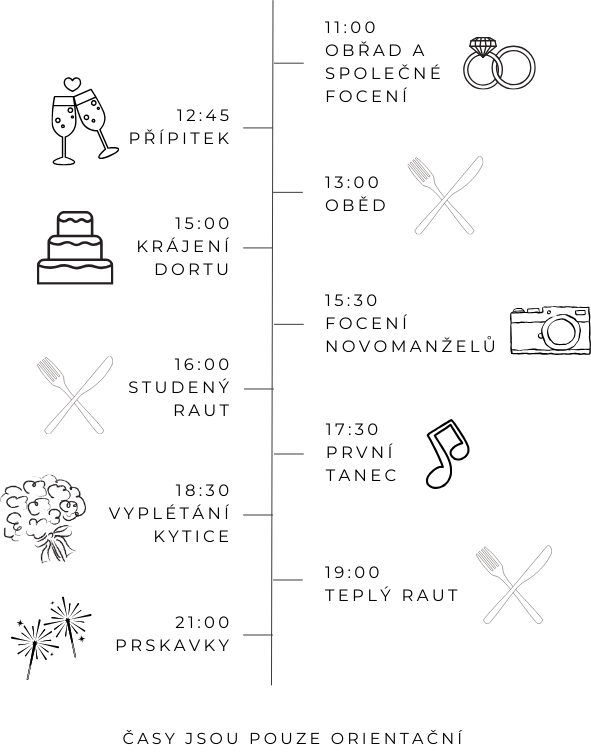 11:00
OBŘAD A
SPOLEČNÉ
FOCENÍ
12:45
PŘÍPITEK
13:00
OBĚD
15:00
KRÁJENÍ
DORTU
15:30
FOCENÍ
NOVOMANŽELŮ
16:00
STUDENÝ
RAUT
17:30
PRVNÍ
TANEC
18:30
VYPLÉTÁNÍ
KYTICE
19:00
TEPLÝ RAUT
21:00
PRSKAVKY
ČASY JSOU POUZE ORIENTAČNÍ